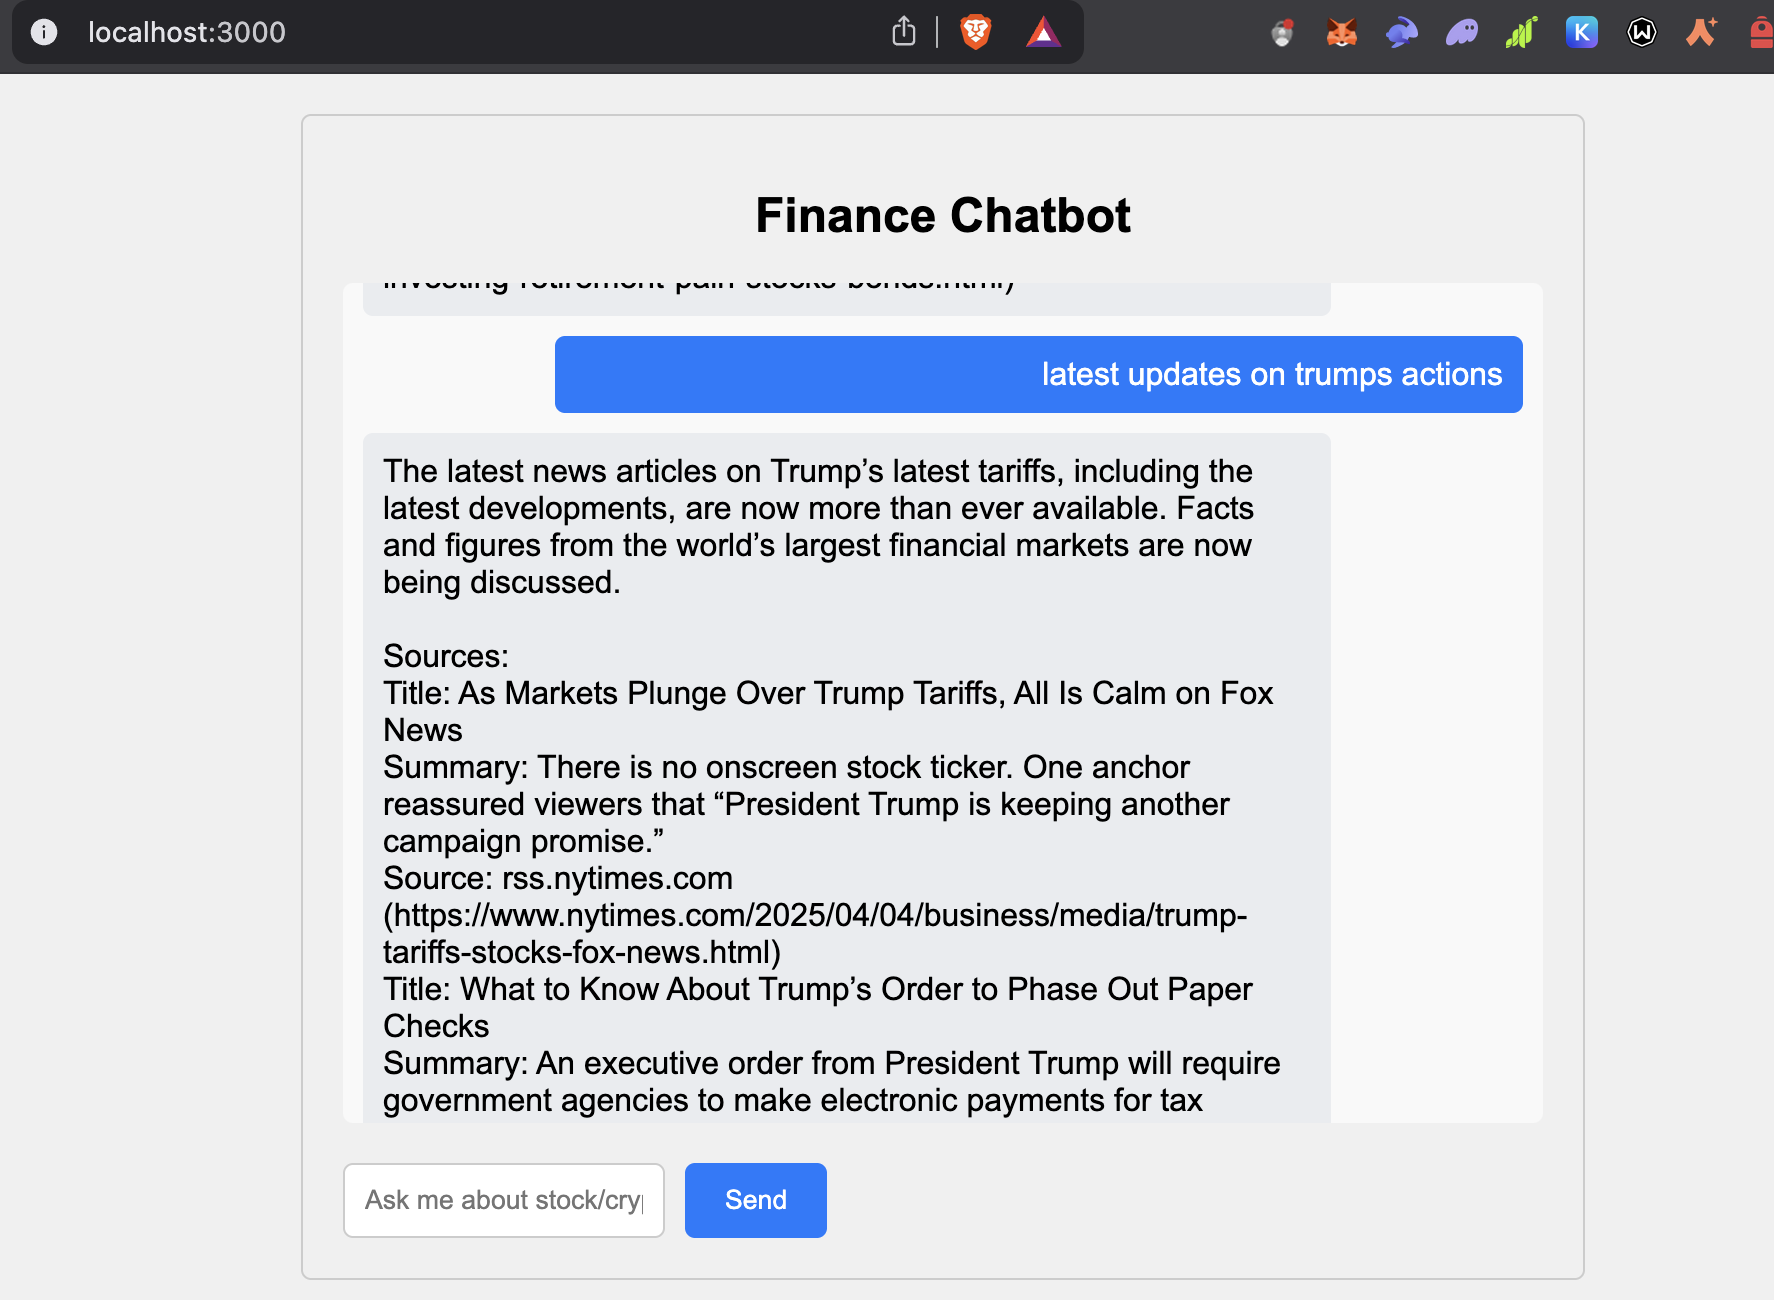 localhost:3000
Finance Chatbot
investing-retirement-pain-stocks-bonds.html)
latest updates on trumps actions
The latest news articles on Trump’s latest tariffs, including the
latest developments, are now more than ever available. Facts
and figures from the world’s largest financial markets are now
being discussed.
Sources:
Title: As Markets Plunge Over Trump Tariffs, All Is Calm on Fox
News
Summary: There is no onscreen stock ticker. One anchor
reassured viewers that “President Trump is keeping another
campaign promise.”
Source: rss.nytimes.com
(https://www.nytimes.com/2025/04/04/business/media/trump-
tariffs-stocks-fox-news.html)
Title: What to Know About Trump’s Order to Phase Out Paper
Checks
Summary: An executive order from President Trump will require
government agencies to make electronic payments for tax
Ask me about stock/cry
Send